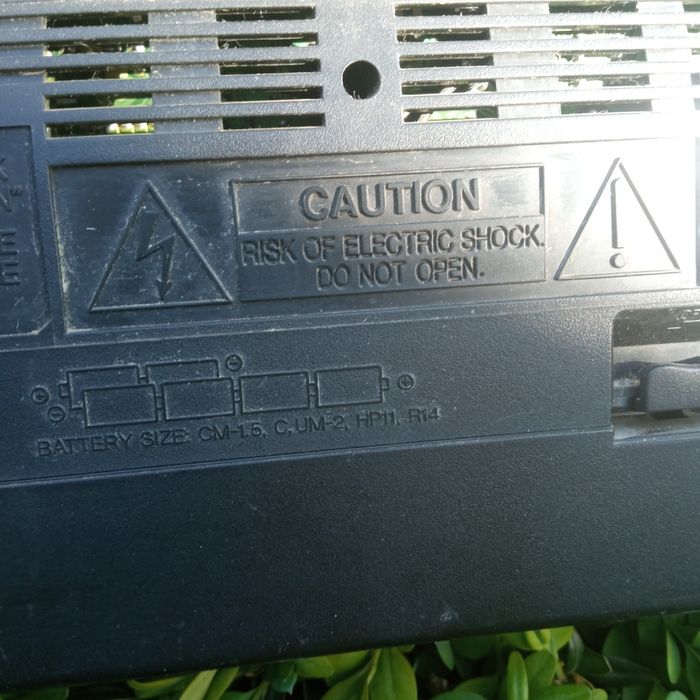 CAUTION
RISK OF ELECTRIC SHOCK.
DO NOT OPEN.
BATTERY SIZE: CM-1.5, C, UM-2, HP11, R14